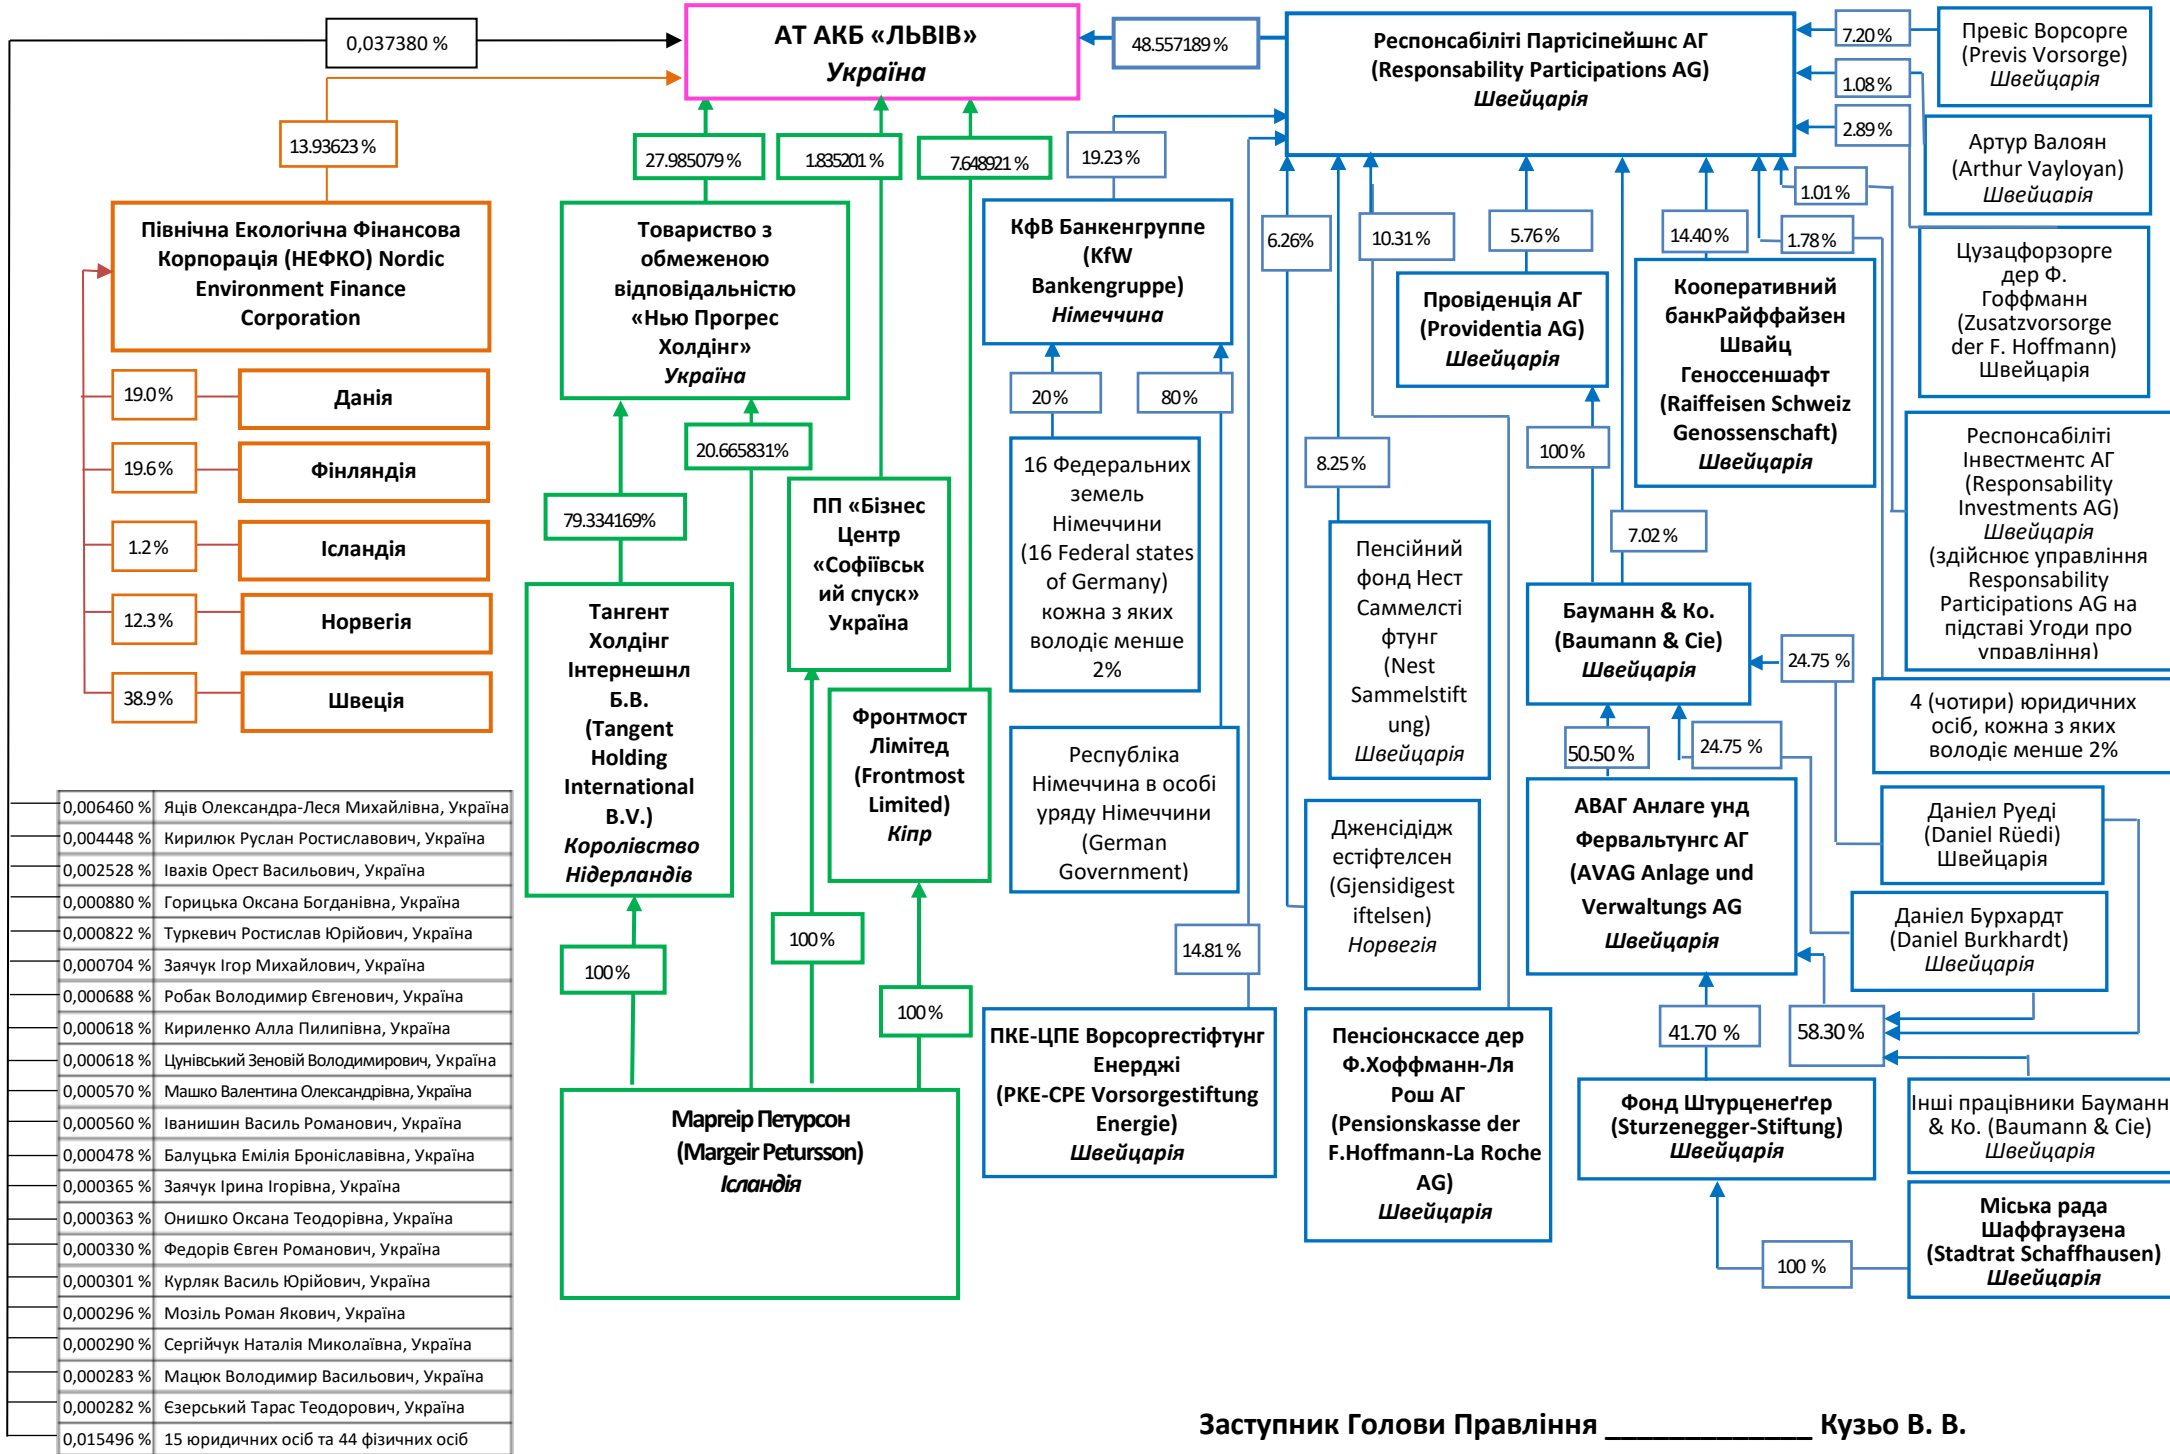 0,037380 %
АТ АКБ «ЛЬВІВ»
Україна
48.557189 %
Респонсабіліті Партісіпейшнс АГ
(Responsability Participations AG)
Швейцарія
7.20 %
1.08 %
2.89 %
Превіс Ворсорге
(Previs Vorsorge)
Швейцарія
Артур Валоян
(Arthur Vayloyan)
Швейцарія
13.93623 %
27.985079 %
1.835201 %
7.648921 %
19.23 %
6.26%
10.31 %
5.76 %
14.40 %
1.78 %
1.01 %
Північна Екологічна Фінансова
Корпорація (НЕФКО) Nordic
Environment Finance
Corporation
19.0 %
Данія
19.6 %
Фінляндія
1.2 %
Ісландія
12.3 %
Норвегія
38.9 %
Швеція
Товариство з
обмеженою
відповідальністю
«Нью Прогрес
Холдінг»
Україна
79.334169%
20.665831%
Тангент
Холдінг
Інтернешнл
Б.В.
(Tangent
Holding
International
B.V.)
Королівство
Нідерландів
ПП «Бізнес
Центр
«Софіївськ
ий спуск»
Україна
Фронтмост
Лімітед
(Frontmost
Limited)
Кіпр
100 %
100 %
100 %
Маргеір Петурсон
(Margeir Petursson)
Ісландія
КфВ Банкенгруппе
(KfW
Bankengruppe)
Німеччина
20 %
80 %
16 Федеральних
земель
Німеччини
(16 Federal states
of Germany)
кожна з яких
володіє менше
2%
Республіка
Німеччина в особі
уряду Німеччини
(German
Government)
14.81 %
ПКЕ-ЦПЕ Ворсоргестіфтунг
Енерджі
(PKE-CPE Vorsorgestiftung
Energie)
Швейцарія
8.25 %
Пенсійний
фонд Нест
Саммелсті
фтунг
(Nest
Sammelstift
ung)
Швейцарія
Дженсідідж
естіфтелсен
(Gjensidigest
iftelsen)
Норвегія
Пенсіонскассе дер
Ф.Хоффманн-Ля
Рош АГ
(Pensionskasse der
F.Hoffmann-La Roche
AG)
Швейцарія
Провіденція АГ
(Providentia AG)
Швейцарія
100 %
7.02 %
Кооперативний
банкРайффайзен
Швайц
Геноссеншафт
(Raiffeisen Schweiz
Genossenschaft)
Швейцарія
Бауманн & Ко.
(Baumann & Cie)
Швейцарія
24.75 %
50.50 %
24.75 %
АВАГ Анлаге унд
Фервальтунгс АГ
(AVAG Anlage und
Verwaltungs AG
Швейцарія
41.70 %
58.30 %
Фонд Штурценеґґер
(Sturzenegger-Stiftung)
Швейцарія
100 %
Цузацфорзорге
дер Ф.
Гоффманн
(Zusatzvorsorge
der F. Hoffmann)
Швейцарія
Респонсабіліті
Інвестментс АГ
(Responsability
Investments AG)
Швейцарія
(здійснює управління
Responsability
Participations AG на
підставі Угоди про
управління)
4 (чотири) юридичних
осіб, кожна з яких
володіє менше 2%
Даніел Руеді
(Daniel Rüedi)
Швейцарія
Даніел Бурхардт
(Daniel Burkhardt)
Швейцарія
Інші працівники Бауманн
& Ко. (Baumann & Cie)
Швейцарія
Міська рада
Шаффгаузена
(Stadtrat Schaffhausen)
Швейцарія
0,006460 % Яців Олександра-Леся Михайлівна, Україна
0,004448 % Кирилюк Руслан Ростиславович, Україна
0,002528 % Івахів Орест Васильович, Україна
0,000880 % Горицька Оксана Богданівна, Україна
0,000822 % Туркевич Ростислав Юрійович, Україна
0,000704 % Заячук Ігор Михайлович, Україна
0,000688 % Робак Володимир Євгенович, Україна
0,000618 % Кириленко Алла Пилипівна, Україна
0,000618 % Цунівський Зеновій Володимирович, Україна
0,000570 % Машко Валентина Олександрівна, Україна
0,000560 % Іванишин Василь Романович, Україна
0,000478 % Балуцька Емілія Броніславівна, Україна
0,000365 % Заячук Ірина Ігорівна, Україна
0,000363 % Онишко Оксана Теодорівна, Україна
0,000330 % Федорів Євген Романович, Україна
0,000301 % Курляк Василь Юрійович, Україна
0,000296 % Мозіль Роман Якович, Україна
0,000290 % Сергійчук Наталія Миколаївна, Україна
0,000283 % Мацюк Володимир Васильович, Україна
0,000282 % Єзерський Тарас Теодорович, Україна
0,015496 % 15 юридичних осіб та 44 фізичних осіб
Заступник Голови Правління _____________ Кузьо В. В.